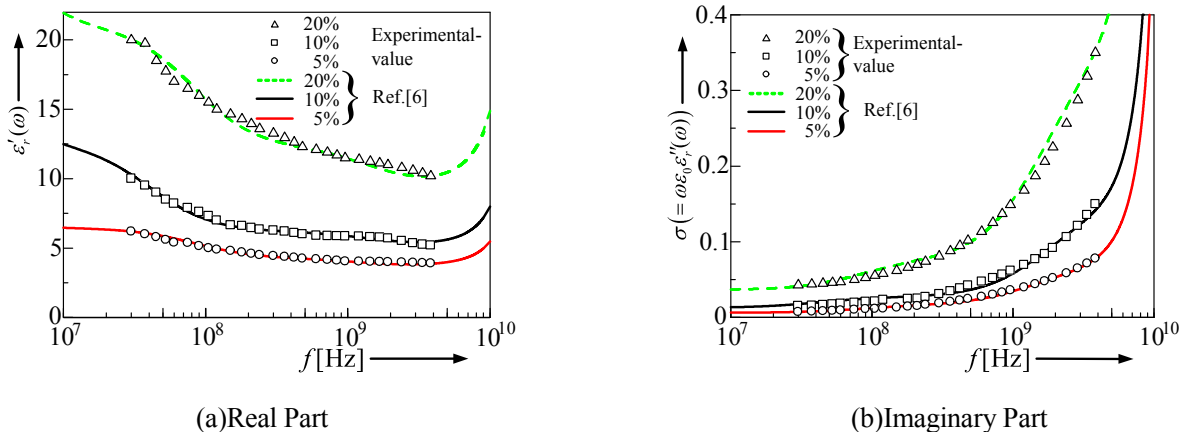 20%
10%
5%
Experimental-
value
20%
10%
5%
Ref.[6]
20
15
10
5
0
ε′r(ω)
10^7
10^8
10^9
10^10
f[Hz]
(a)Real Part
20%
10%
5%
Experimental-
value
20%
10%
5%
Ref.[6]
0.4
0.3
0.2
0.1
0
σ(=ωε0ε″r(ω))
10^7
10^8
10^9
10^10
f[Hz]
(b)Imaginary Part